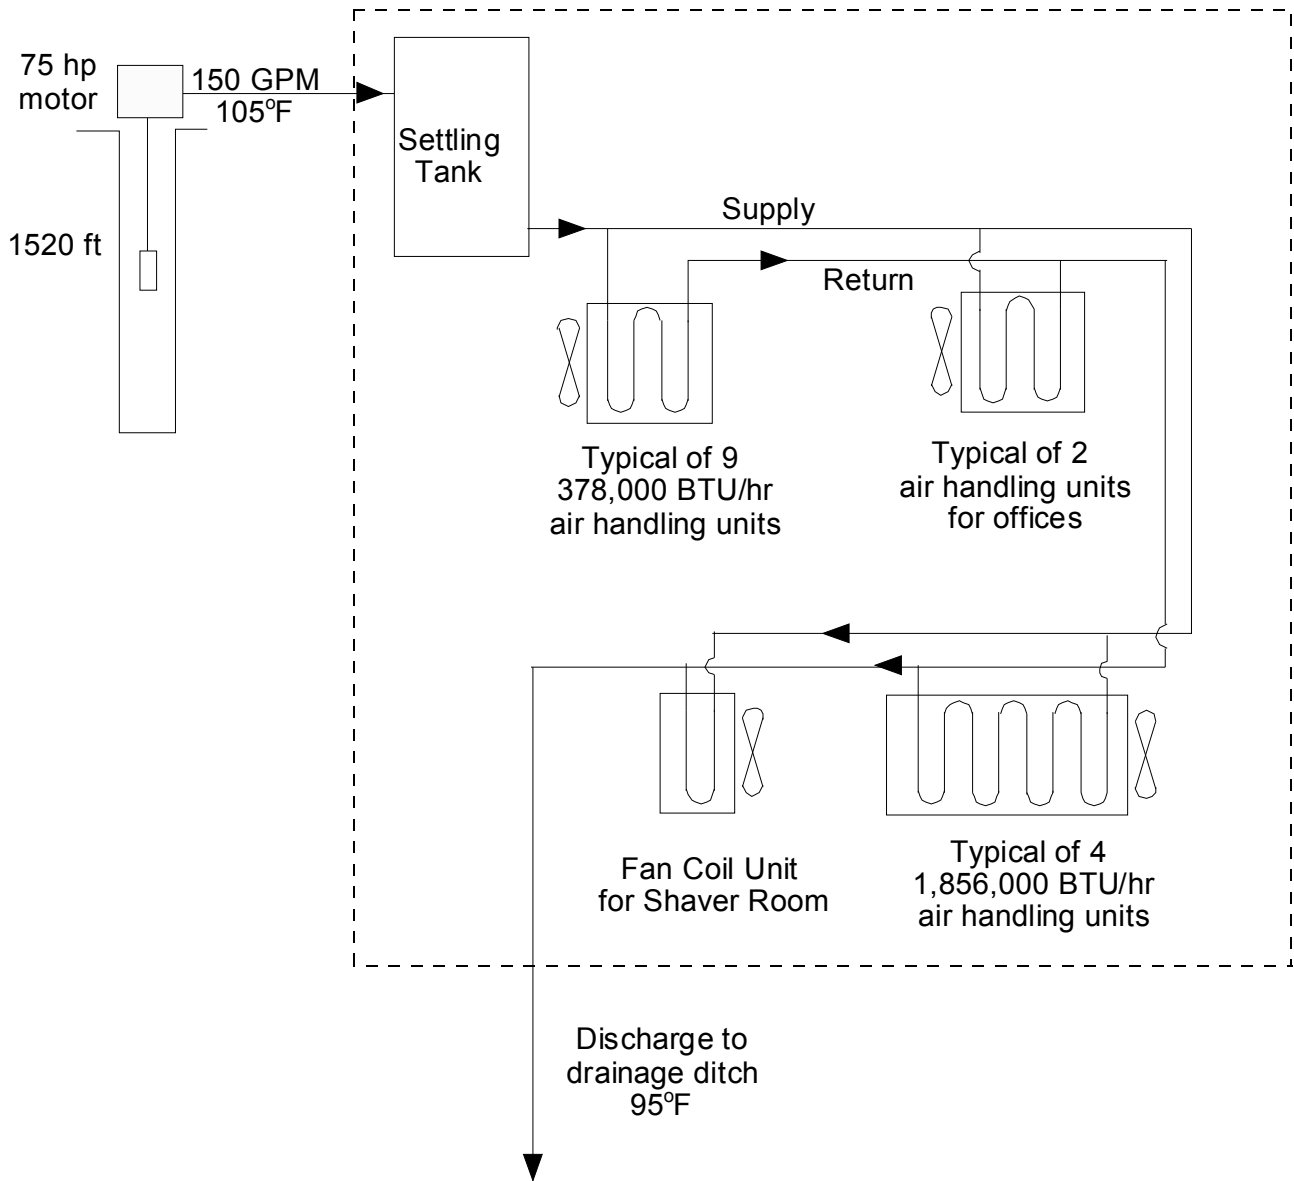 75 hp
motor
150 GPM
105°F
1520 ft
Settling
Tank
Supply
Return
Typical of 9
378,000 BTU/hr
air handling units
Typical of 2
air handling units
for offices
Fan Coil Unit
for Shaver Room
Typical of 4
1,856,000 BTU/hr
air handling units
Discharge to
drainage ditch
95°F